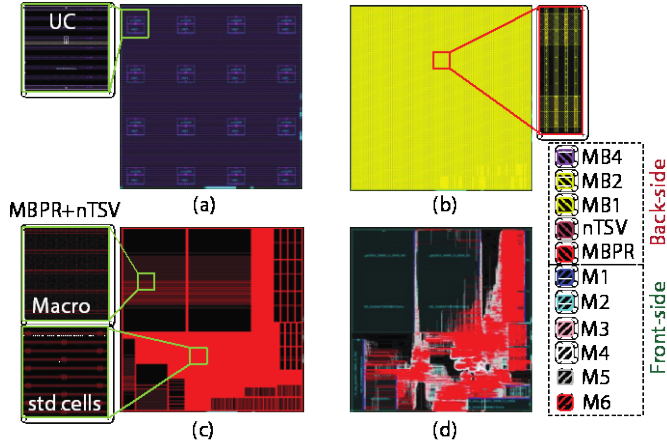 UC
(a)
(b)
MBPR+nTSV
Macro
std cells
(c)
(d)
MB4
MB2
MB1
nTSV
MBPR
M1
M2
M3
M4
M5
M6
Back-side
Front-side